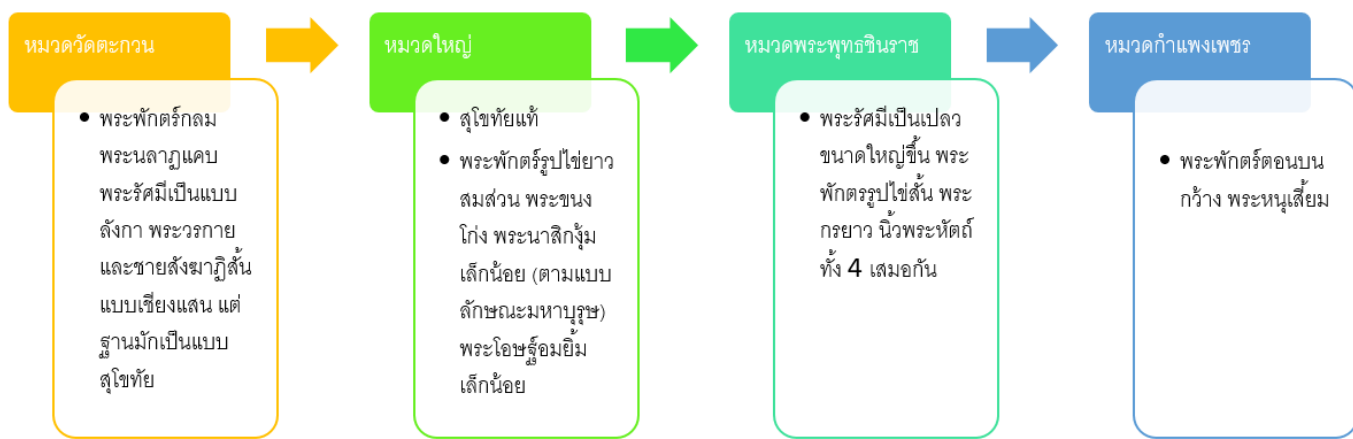 หมวดวัดตะกวน
• พระพักตร์กลม
พระนลาฏแคบ
พระรัศมีเป็นแบบ
ลังกา พระวรกาย
และชายสังฆาฏิสั้น
แบบเชียงแสน แต่
ฐานมักเป็นแบบ
สุโขทัย
หมวดใหญ่
• สุโขทัยแท้
• พระพักตร์รูปไข่ยาว
สมส่วน พระขนง
โก่ง พระนาสิกงุ้ม
เล็กน้อย (ตามแบบ
ลักษณะมหาบุรุษ)
พระโอษฐ์อมยิ้ม
เล็กน้อย
หมวดพระพุทธชินราช
• พระรัศมีเป็นเปลว
ขนาดใหญ่ขึ้น พระ
พักตรรูปไข่สั้น พระ
กรยาว นิ้วพระหัตถ์
ทั้ง 4 เสมอกัน
หมวดกำแพงเพชร
• พระพักตร์ตอนบน
กว้าง พระหนุเสี้ยม